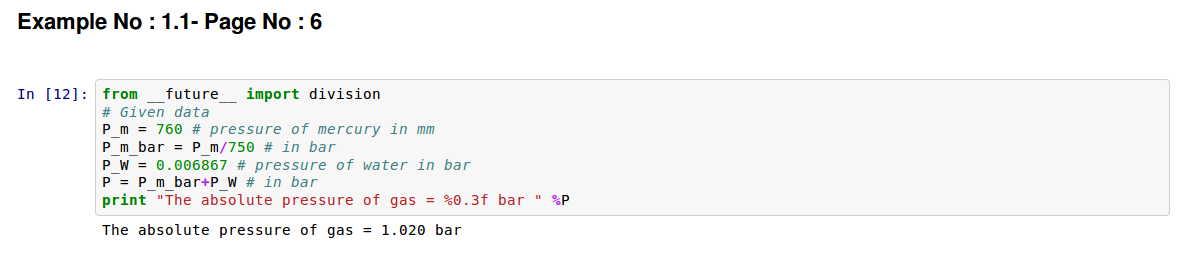 Example No : 1.1- Page No : 6
In [12]: from __future__ import division
# Given data
P_m = 760 # pressure of mercury in mm
P_m_bar = P_m/750 # in bar
P_W = 0.006867 # pressure of water in bar
P = P_m_bar+P_W # in bar
print "The absolute pressure of gas = %0.3f bar " %P
The absolute pressure of gas = 1.020 bar